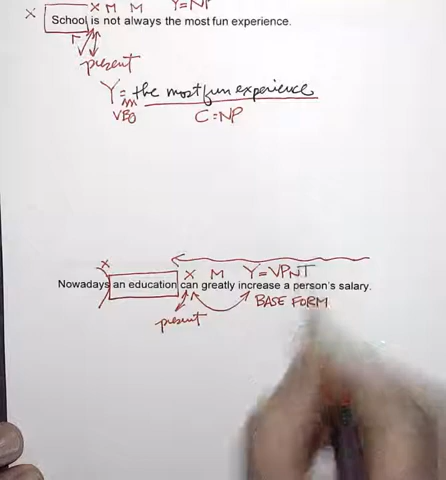 X M M Y=NP
X
School is not always the most fun experience.
present
Y = the most fun experience
VBO C=NP
X
X M Y=VPNT
Nowadays an education can greatly increase a person's salary.
BASE FORM
present